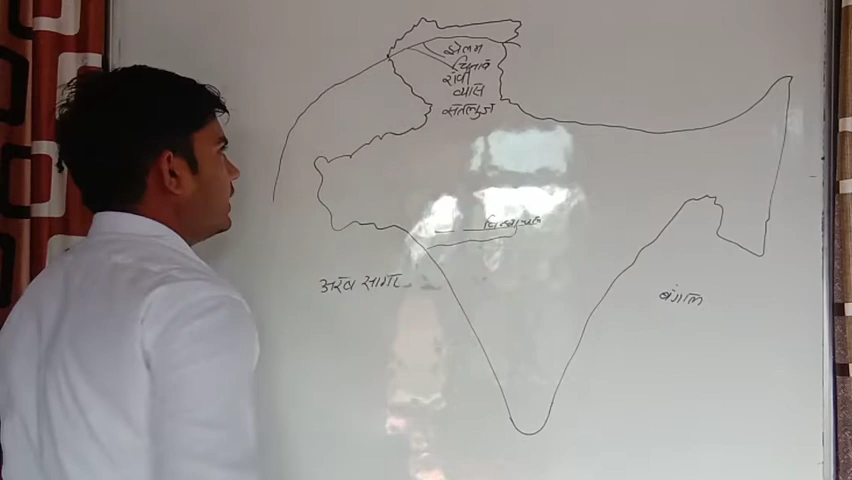 झेलम
चिनाव
रावी
व्यास
सतलुज
विन्ध्याचल
अरब सागर
बंगाल